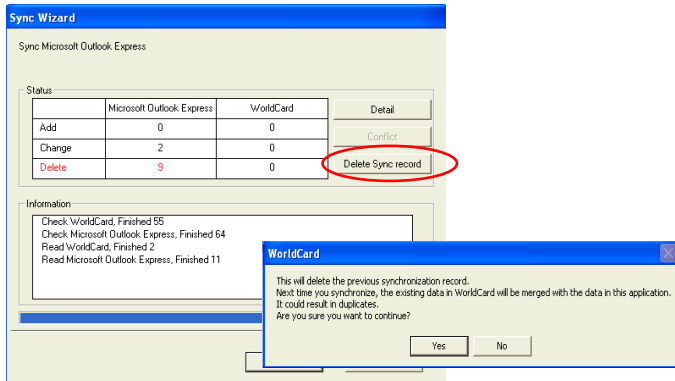 Sync Wizard
Sync Microsoft Outlook Express
Status
Microsoft Outlook Express WorldCard
Add 0 0
Change 2 0
Delete 9 0
Detail
Conflict
Delete Sync record
Information
Check WorldCard, Finished 55
Check Microsoft Outlook Express, Finished 64
Read WorldCard, Finished 2
Read Microsoft Outlook Express, Finished 11
WorldCard
This will delete the previous synchronization record.
Next time you synchronize, the existing data in WorldCard will be merged with the data in this application.
It could result in duplicates.
Are you sure you want to continue?
Yes No